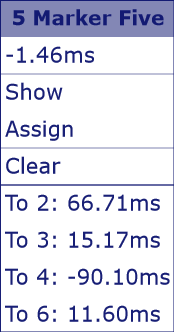 5 Marker Five
-1.46ms
Show
Assign
Clear
To 2: 66.71ms
To 3: 15.17ms
To 4: -90.10ms
To 6: 11.60ms